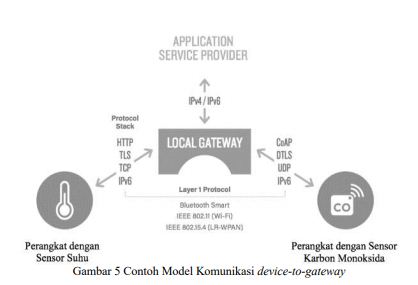 APPLICATION
SERVICE PROVIDER
IPv4 / IPv6
Protocol
Stack
HTTP
TLS
TCP
IPv6
LOCAL GATEWAY
CoAP
DTLS
UDP
IPv6
Layer 1 Protocol
Bluetooth Smart
IEEE 802.11 (Wi-Fi)
IEEE 802.15.4 (LR-WPAN)
CO
Perangkat dengan
Sensor Suhu
Perangkat dengan Sensor
Karbon Monoksida
Gambar 5 Contoh Model Komunikasi device-to-gateway